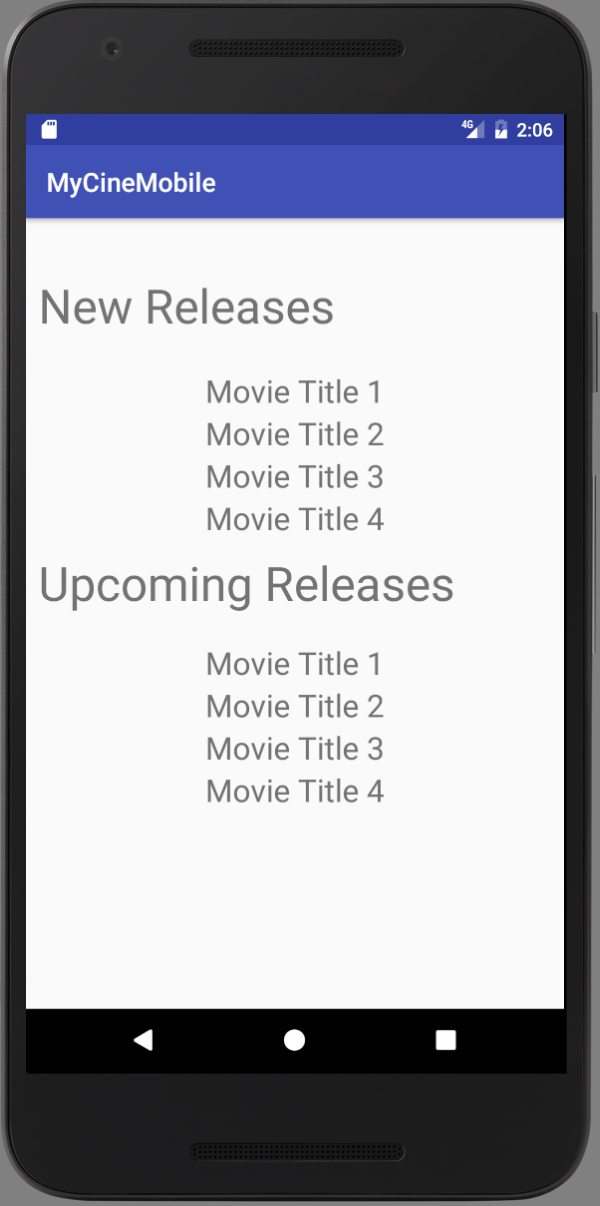 4G 2:06
MyCineMobile
New Releases
Movie Title 1
Movie Title 2
Movie Title 3
Movie Title 4
Upcoming Releases
Movie Title 1
Movie Title 2
Movie Title 3
Movie Title 4